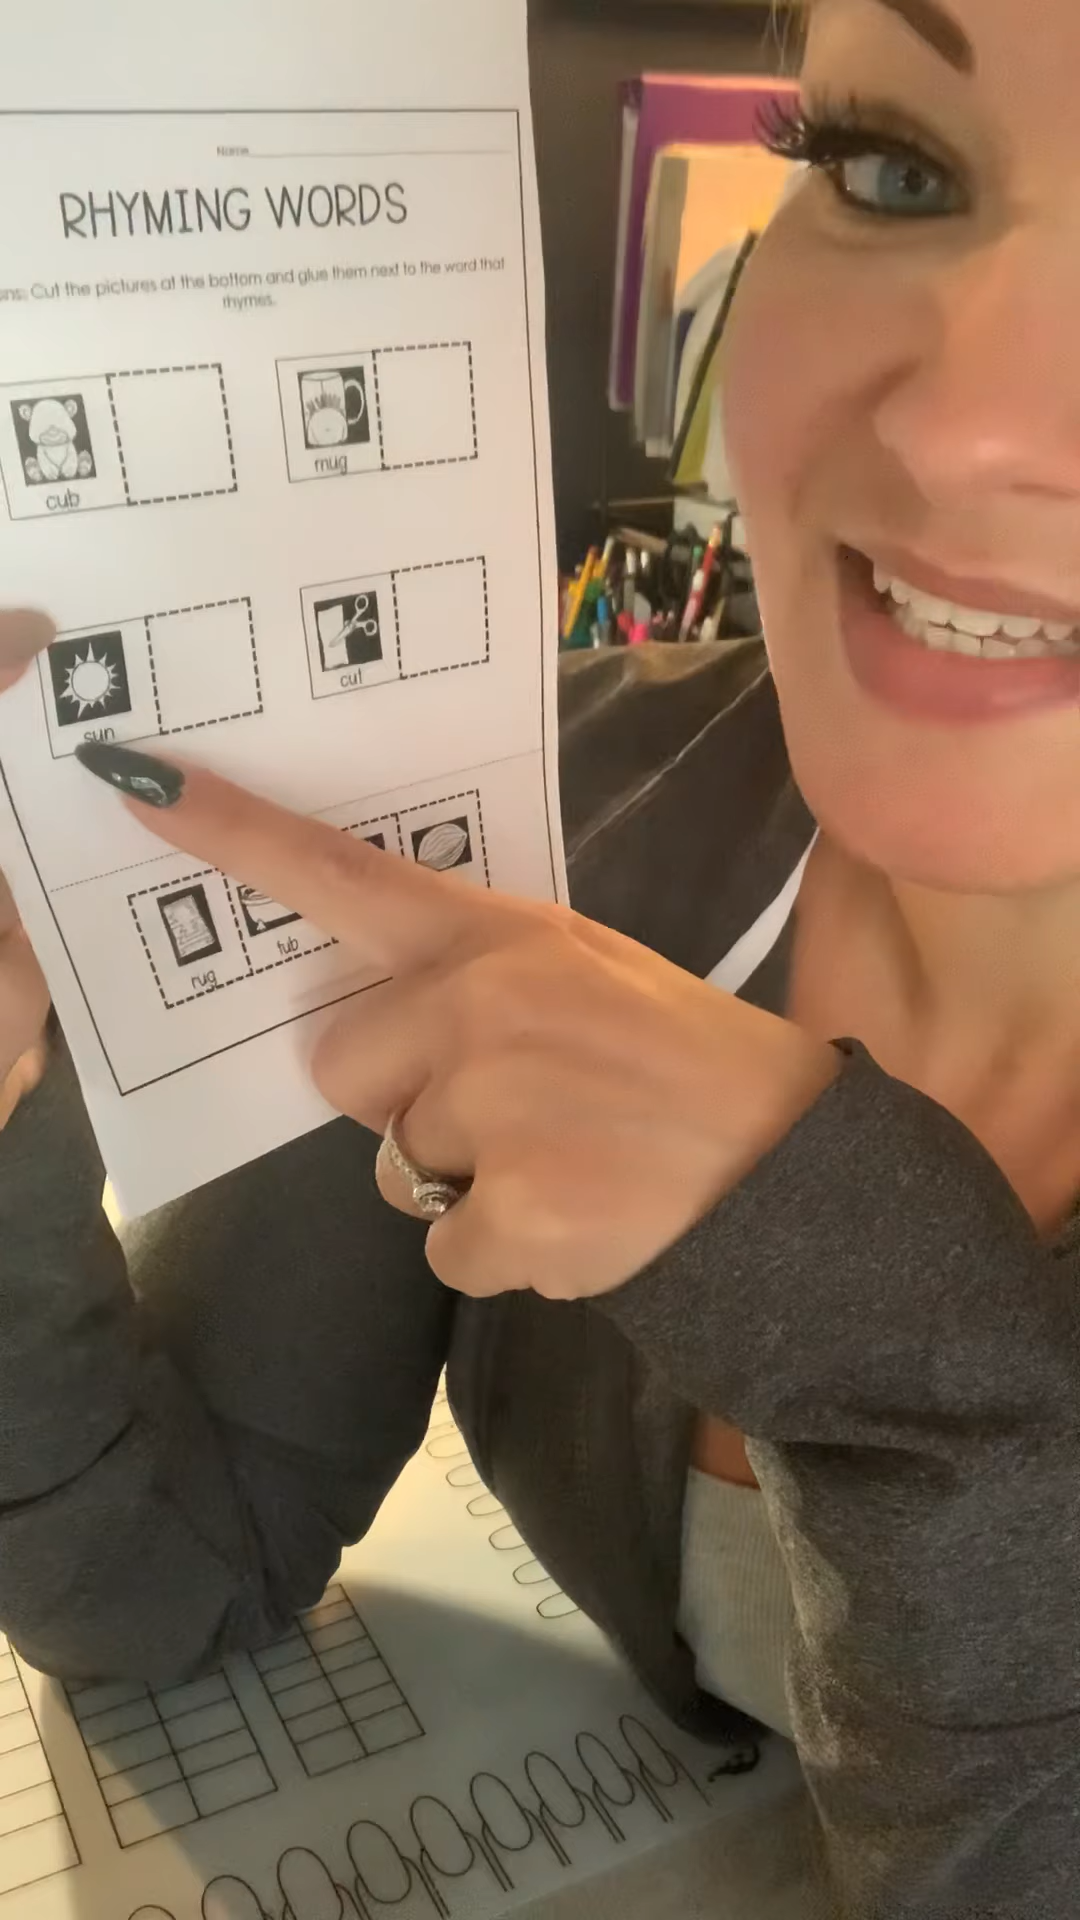 Name
RHYMING WORDS
Cut the pictures at the bottom and glue them next to the word that
rhymes.
cub
mug
sun
cut
rug
tub